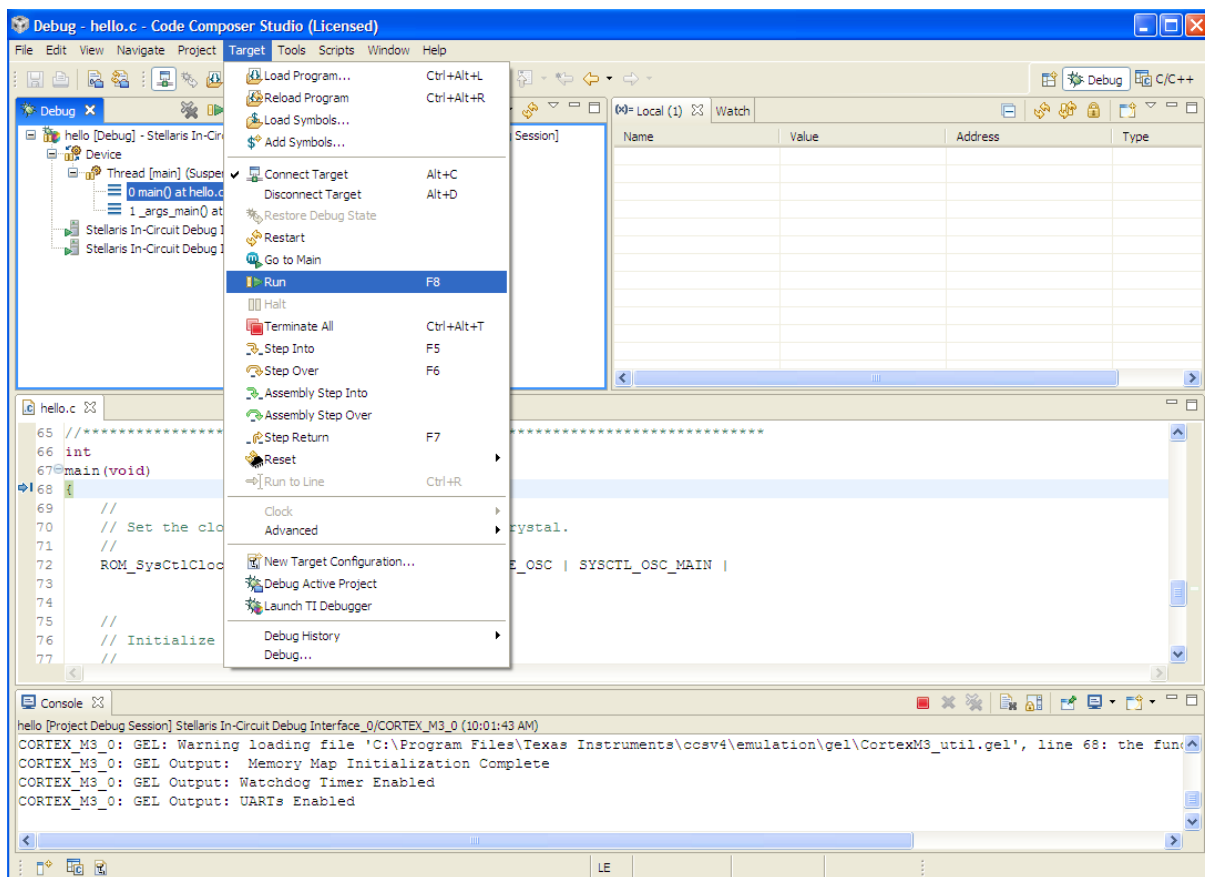 Debug - hello.c - Code Composer Studio (Licensed)
File Edit View Navigate Project Target Tools Scripts Window Help
Debug C/C++
Debug
Local (1) Watch
Name Value Address Type
hello [Debug] - Stellaris In-Cir
Session]
Device
Thread [main] (Susper
0 main() at hello.c
1 _args_main() at
Stellaris In-Circuit Debug I
Stellaris In-Circuit Debug I
Load Program... Ctrl+Alt+L
Reload Program Ctrl+Alt+R
Load Symbols...
Add Symbols...
Connect Target Alt+C
Disconnect Target Alt+D
Restore Debug State
Restart
Go to Main
Run F8
Halt
Terminate All Ctrl+Alt+T
Step Into F5
Step Over F6
Assembly Step Into
Assembly Step Over
Step Return F7
Reset
Run to Line Ctrl+R
Clock
Advanced
New Target Configuration...
Debug Active Project
Launch TI Debugger
Debug History
Debug...
hello.c
65 //***************** *****************************
66 int
67 main(void)
68 {
69 //
70 // Set the clo rystal.
71 //
72 ROM_SysCtlCloc E_OSC | SYSCTL_OSC_MAIN |
73
74
75 //
76 // Initialize
77 //
Console
hello [Project Debug Session] Stellaris In-Circuit Debug Interface_0/CORTEX_M3_0 (10:01:43 AM)
CORTEX_M3_0: GEL: Warning loading file 'C:\Program Files\Texas Instruments\ccsv4\emulation\gel\CortexM3_util.gel', line 68: the func
CORTEX_M3_0: GEL Output: Memory Map Initialization Complete
CORTEX_M3_0: GEL Output: Watchdog Timer Enabled
CORTEX_M3_0: GEL Output: UARTs Enabled
LE